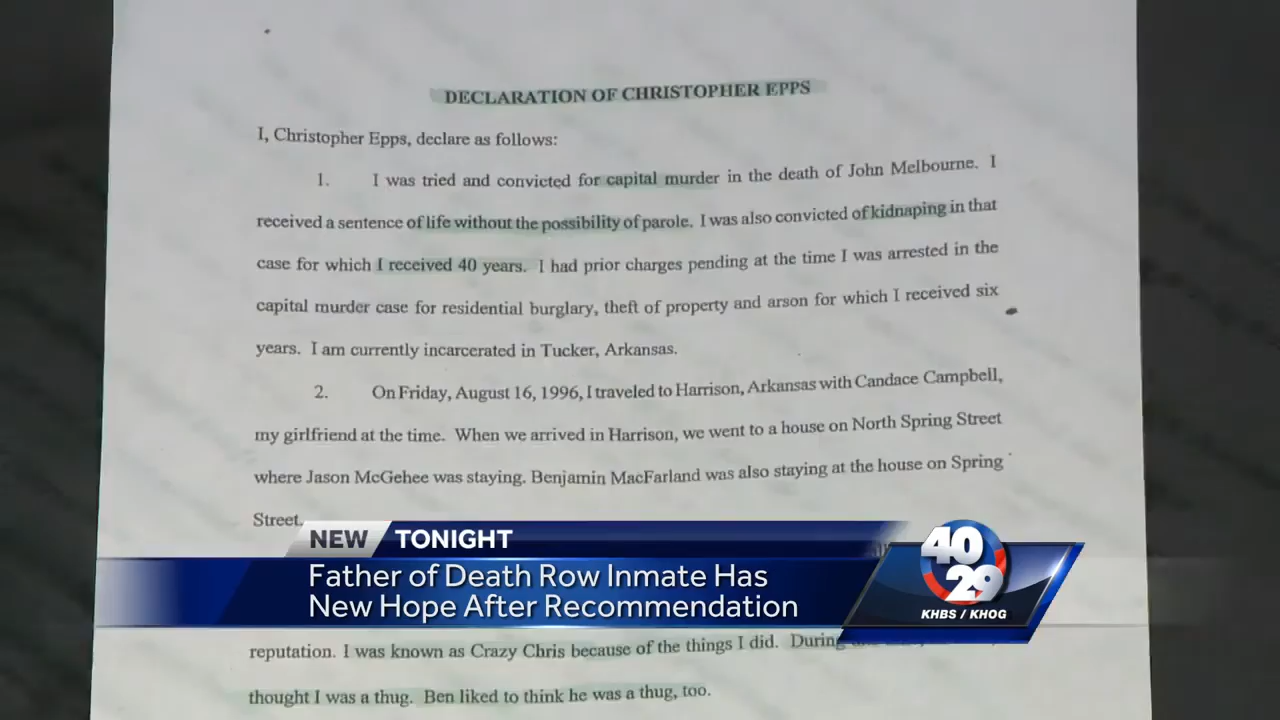 DECLARATION OF CHRISTOPHER EPPS
I, Christopher Epps, declare as follows:
1. I was tried and convicted for capital murder in the death of John Melbourne. I
received a sentence of life without the possibility of parole. I was also convicted of kidnaping in that
case for which I received 40 years. I had prior charges pending at the time I was arrested in the
capital murder case for residential burglary, theft of property and arson for which I received six
years. I am currently incarcerated in Tucker, Arkansas.
2. On Friday, August 16, 1996, I traveled to Harrison, Arkansas with Candace Campbell,
my girlfriend at the time. When we arrived in Harrison, we went to a house on North Spring Street
where Jason McGehee was staying. Benjamin MacFarland was also staying at the house on Spring
Street.
NEW TONIGHT
Father of Death Row Inmate Has
New Hope After Recommendation
40
29
KHBS / KHOG
reputation. I was known as Crazy Chris because of the things I did. During
thought I was a thug. Ben liked to think he was a thug, too.